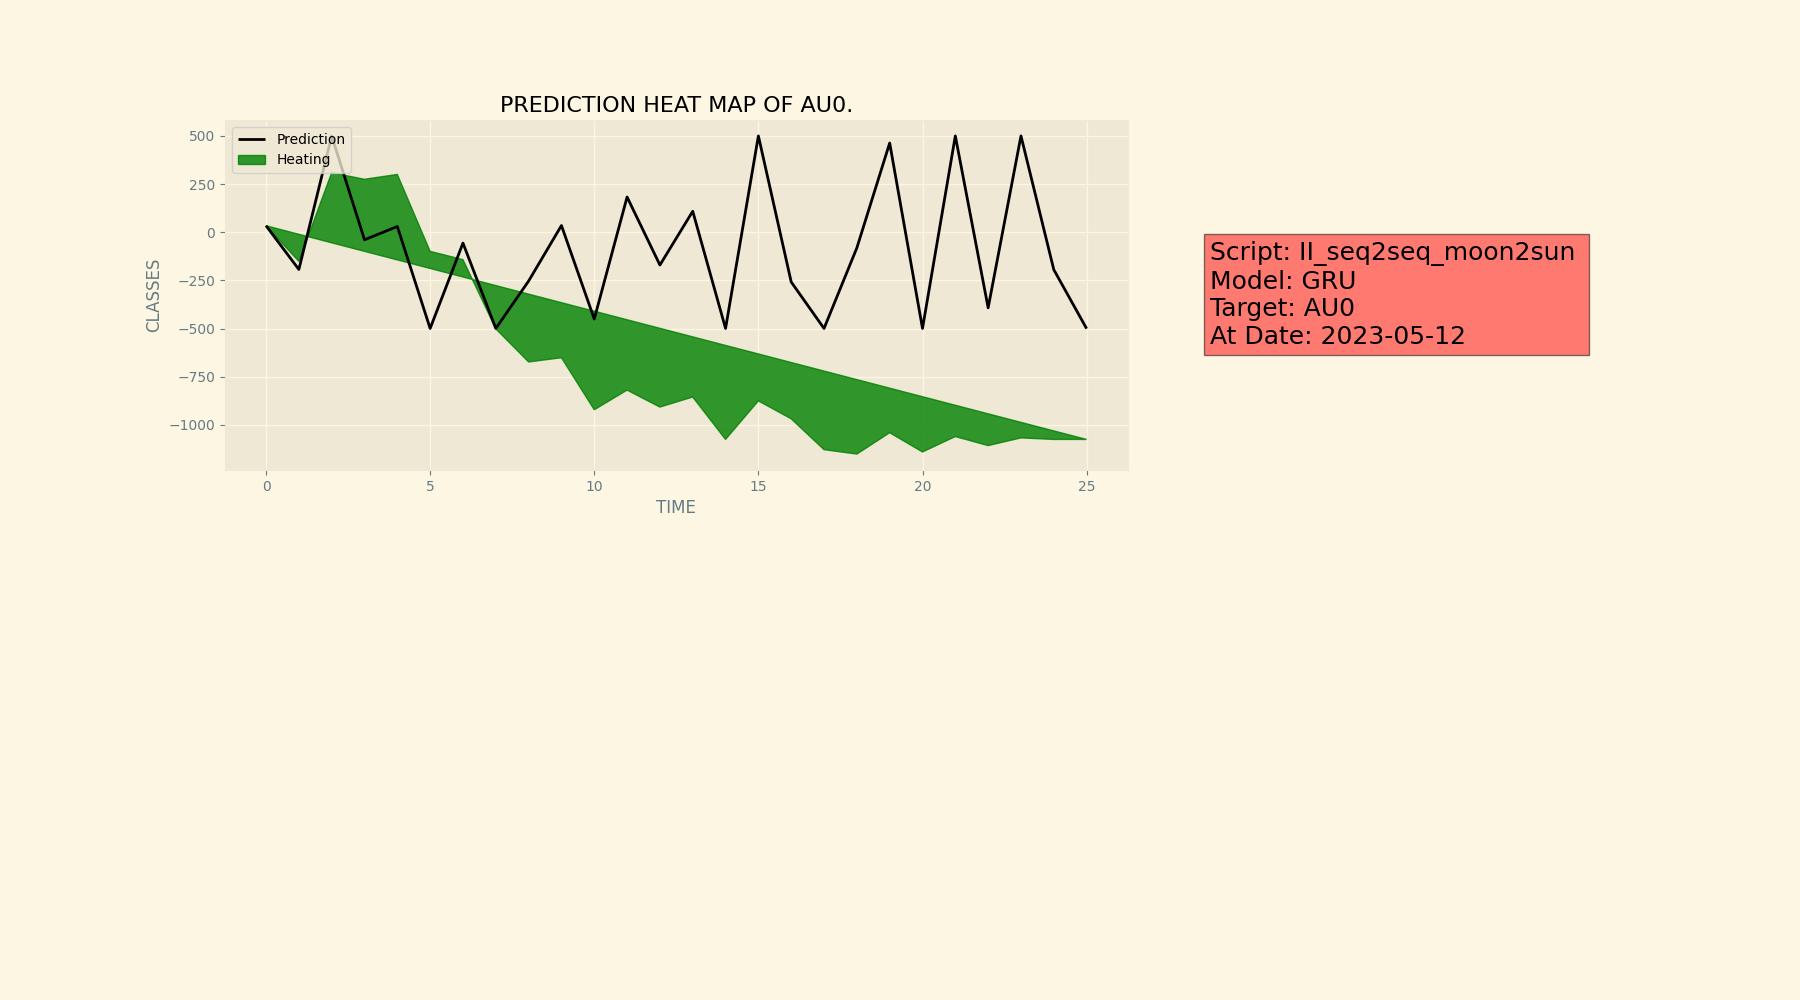 PREDICTION HEAT MAP OF AU0.
Prediction
Heating
500
250
0
−250
−500
−750
−1000
CLASSES
0 5 10 15 20 25
TIME
Script: II_seq2seq_moon2sun
Model: GRU
Target: AU0
At Date: 2023-05-12